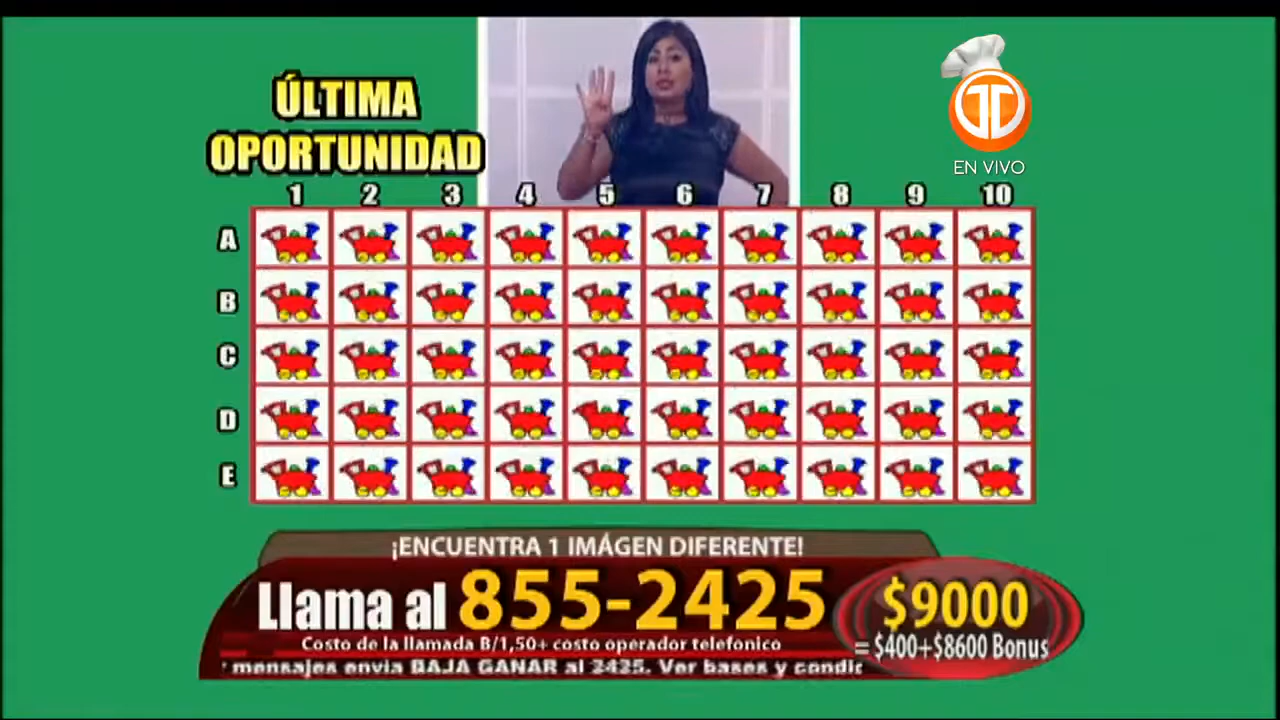 ÚLTIMA
OPORTUNIDAD
EN VIVO
1 2 3 4 5 6 7 8 9 10
A
B
C
D
E
¡ENCUENTRA 1 IMÁGEN DIFERENTE!
Llama al 855-2425
$9000
Costo de la llamada B/1,50+ costo operador telefonico
= $400+$8600 Bonus
mensajes envia BAJA GANAR al 2425. Ver bases y condic